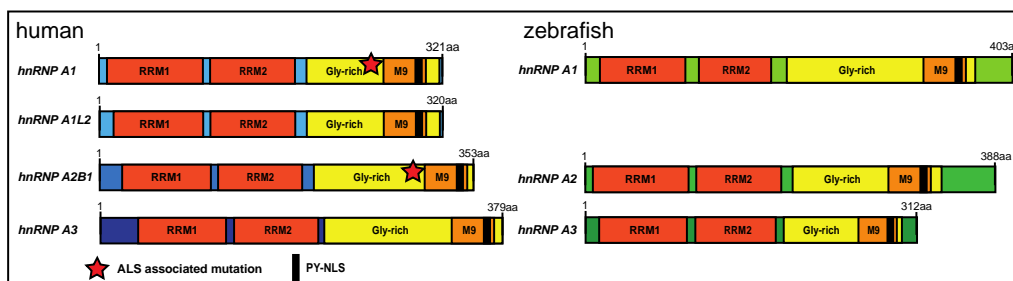 human
zebrafish
1 321aa
hnRNP A1 RRM1 RRM2 Gly-rich M9
1 403a
hnRNP A1 RRM1 RRM2 Gly-rich M9
1 320aa
hnRNP A1L2 RRM1 RRM2 Gly-rich M9
1 353aa
hnRNP A2B1 RRM1 RRM2 Gly-rich M9
1 388aa
hnRNP A2 RRM1 RRM2 Gly-rich M9
1 379aa
hnRNP A3 RRM1 RRM2 Gly-rich M9
1 312aa
hnRNP A3 RRM1 RRM2 Gly-rich M9
ALS associated mutation PY-NLS